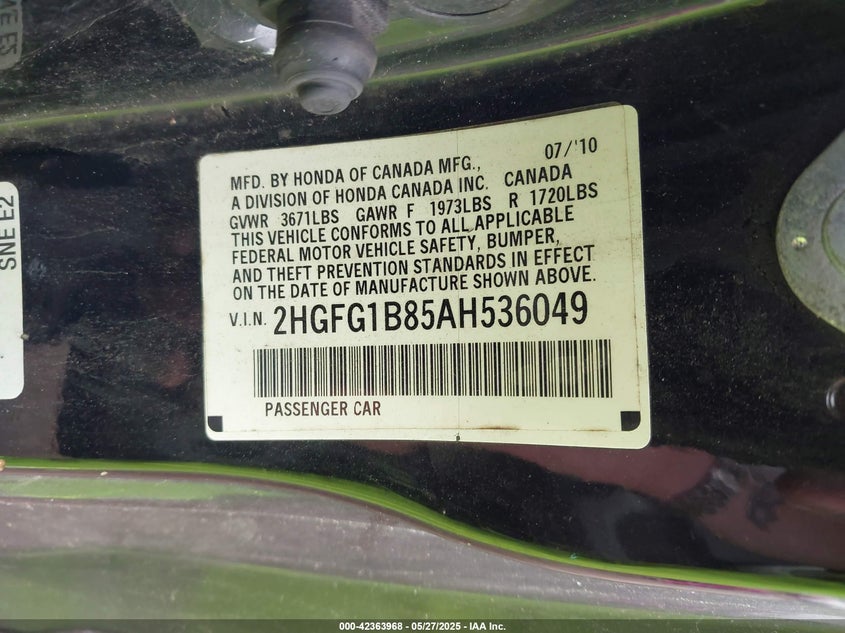 07/'10
MFD. BY HONDA OF CANADA MFG.,
A DIVISION OF HONDA CANADA INC. CANADA
GVWR 3671LBS GAWR F 1973LBS R 1720LBS
THIS VEHICLE CONFORMS TO ALL APPLICABLE
FEDERAL MOTOR VEHICLE SAFETY, BUMPER,
AND THEFT PREVENTION STANDARDS IN EFFECT
ON THE DATE OF MANUFACTURE SHOWN ABOVE.
V.I.N. 2HGFG1B85AH536049
PASSENGER CAR
SNE E2
000-42363968 - 05/27/2025 - IAA Inc.